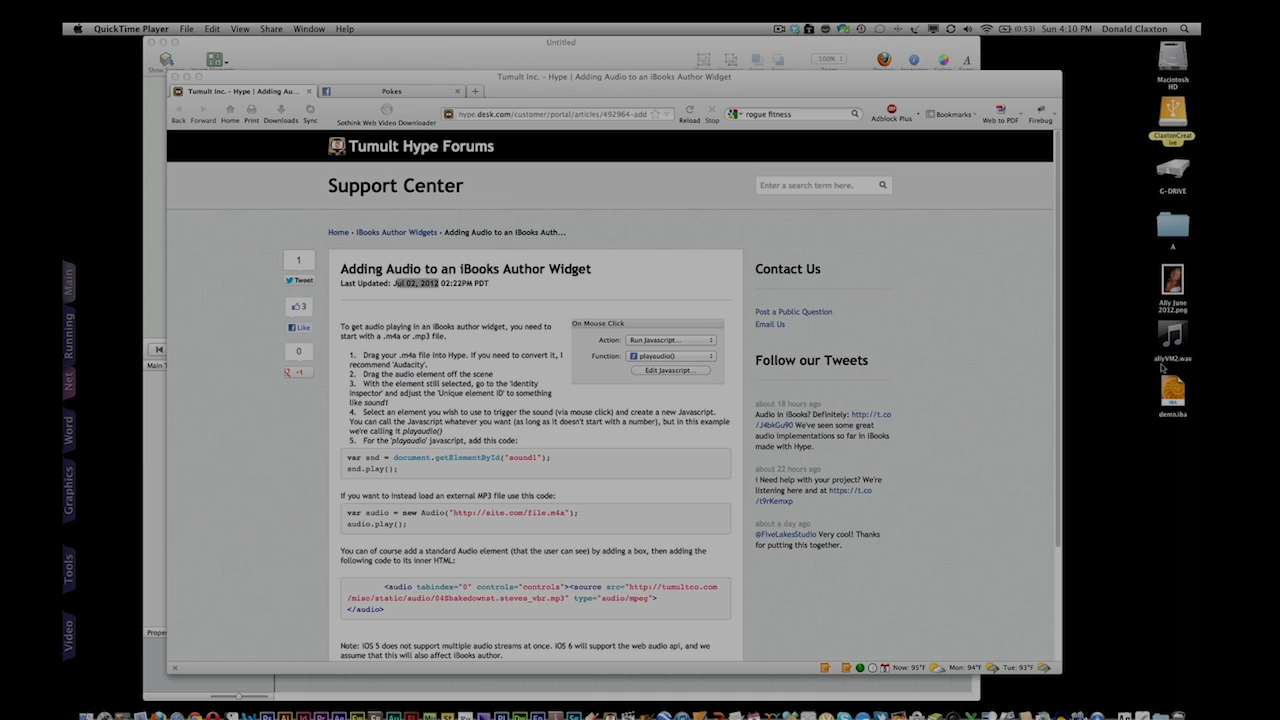 QuickTime Player File Edit View Share Window Help (0:53) Sun 4:10 PM Donald Claxton
Untitled
100%
Tumult Inc. - Hype | Adding Audio to an iBooks Author Widget
Tumult Inc. - Hype | Adding Au... Pokes
Back Forward Home Print Downloads Sync Sothink Web Video Downloader hype.desk.com/customer/portal/articles/492964-add Reload Stop rogue fitness Adblock Plus Bookmarks Web to PDF Firebug
Tumult Hype Forums
Support Center
Enter a search term here.
Home · iBooks Author Widgets · Adding Audio to an iBooks Auth...
1
Tweet
3
Like
0
+1
Adding Audio to an iBooks Author Widget
Last Updated: Jul 02, 2012 02:22PM PDT
To get audio playing in an iBooks author widget, you need to
start with a .m4a or .mp3 file.
1. Drag your .m4a file into Hype. If you need to convert it, I
recommend 'Audacity'.
2. Drag the audio element off the scene
3. With the element still selected, go to the 'Identity
Inspector' and adjust the 'Unique element ID' to something
like sound1
4. Select an element you wish to use to trigger the sound (via mouse click) and create a new Javascript.
You can call the Javascript whatever you want (as long as it doesn't start with a number), but in this example
we're calling it playaudio()
5. For the 'playaudio' javascript, add this code:
On Mouse Click
Action: Run Javascript...
Function: playaudio()
Edit Javascript...
var snd = document.getElementById("sound1");
snd.play();
If you want to instead load an external MP3 file use this code:
var audio = new Audio("http://site.com/file.m4a");
audio.play();
You can of course add a standard Audio element (that the user can see) by adding a box, then adding the
following code to its inner HTML:
<audio tabindex="0" controls="controls"><source src="http://tumultco.com
/misc/static/audio/04Shakedownst.steves_vbr.mp3" type="audio/mpeg">
</audio>
Note: iOS 5 does not support multiple audio streams at once. iOS 6 will support the web audio api, and we
assume that this will also affect iBooks author.
Contact Us
Post a Public Question
Email Us
Follow our Tweets
about 18 hours ago
Audio in iBooks? Definitely: http://t.co
/J4bkGu90 We've seen some great
audio implementations so far in iBooks
made with Hype.
about 22 hours ago
! Need help with your project? We're
listening here and at https://t.co
/t9rKemxp
about a day ago
@FiveLakesStudio Very cool! Thanks
for putting this together.
Now: 95°F Mon: 94°F Tue: 93°F
Main
Running
Net
Word
Graphics
Tools
Video
Main T
Prope
Macintosh
HD
ClaxtonCreat
ive
G-DRIVE
A
Ally June
2012.png
allyVM2.wav
demo.iba